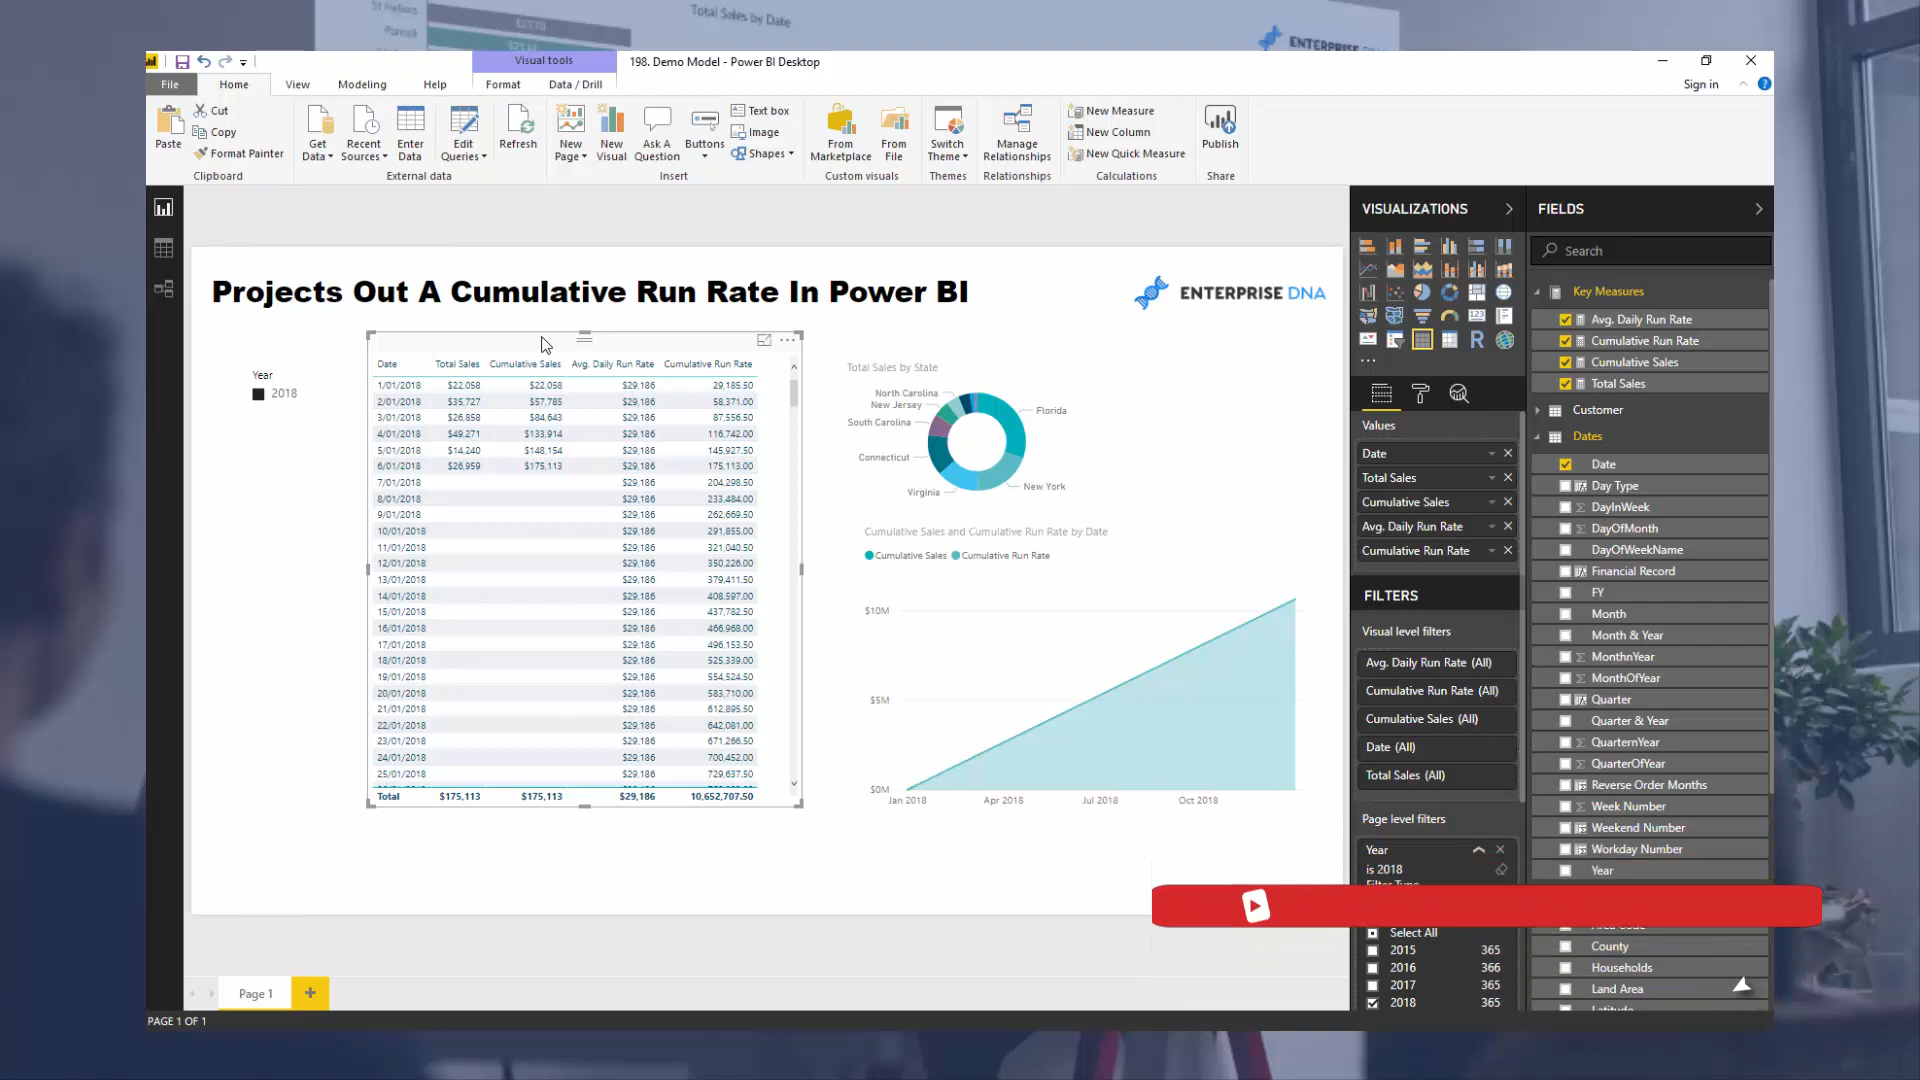 St Heliers
Parnell
Total Sales by Date
ENTERPRISE
Visual tools
198. Demo Model - Power BI Desktop
File
Home
View
Modeling
Help
Format
Data / Drill
Sign in
Paste
Cut
Copy
Format Painter
Clipboard
Get Data
Recent Sources
Enter Data
Edit Queries
Refresh
External data
New Page
New Visual
Ask A Question
Buttons
Text box
Image
Shapes
Insert
From Marketplace
From File
Custom visuals
Switch Theme
Themes
Manage Relationships
Relationships
New Measure
New Column
New Quick Measure
Calculations
Publish
Share
Projects Out A Cumulative Run Rate In Power BI
ENTERPRISE DNA
Year
2018
Date Total Sales Cumulative Sales Avg. Daily Run Rate Cumulative Run Rate
1/01/2018 $22,058 $22,058 $29,186 29,185.50
2/01/2018 $35,727 $57,785 $29,186 58,371.00
3/01/2018 $26,858 $84,643 $29,186 87,556.50
4/01/2018 $49,271 $133,914 $29,186 116,742.00
5/01/2018 $14,240 $148,154 $29,186 145,927.50
6/01/2018 $26,959 $175,113 $29,186 175,113.00
7/01/2018 $29,186 204,298.50
8/01/2018 $29,186 233,484.00
9/01/2018 $29,186 262,669.50
10/01/2018 $29,186 291,855.00
11/01/2018 $29,186 321,040.50
12/01/2018 $29,186 350,226.00
13/01/2018 $29,186 379,411.50
14/01/2018 $29,186 408,597.00
15/01/2018 $29,186 437,782.50
16/01/2018 $29,186 466,968.00
17/01/2018 $29,186 496,153.50
18/01/2018 $29,186 525,339.00
19/01/2018 $29,186 554,524.50
20/01/2018 $29,186 583,710.00
21/01/2018 $29,186 612,895.50
22/01/2018 $29,186 642,081.00
23/01/2018 $29,186 671,266.50
24/01/2018 $29,186 700,452.00
25/01/2018 $29,186 729,637.50
Total $175,113 $175,113 $29,186 10,652,707.50
Total Sales by State
North Carolina
New Jersey
South Carolina
Connecticut
Virginia
Florida
New York
Cumulative Sales and Cumulative Run Rate by Date
Cumulative Sales Cumulative Run Rate
$10M
$5M
$0M
Jan 2018 Apr 2018 Jul 2018 Oct 2018
VISUALIZATIONS
Values
Date
Total Sales
Cumulative Sales
Avg. Daily Run Rate
Cumulative Run Rate
FILTERS
Visual level filters
Avg. Daily Run Rate (All)
Cumulative Run Rate (All)
Cumulative Sales (All)
Date (All)
Total Sales (All)
Page level filters
Year
is 2018
Filter Type
Select All
2015 365
2016 366
2017 365
2018 365
FIELDS
Search
Key Measures
Avg. Daily Run Rate
Cumulative Run Rate
Cumulative Sales
Total Sales
Customer
Dates
Date
Day Type
DayInWeek
DayOfMonth
DayOfWeekName
Financial Record
FY
Month
Month & Year
MonthnYear
MonthOfYear
Quarter
Quarter & Year
QuarternYear
QuarterOfYear
Reverse Order Months
Week Number
Weekend Number
Workday Number
Year
County
Households
Land Area
Latitude
Page 1
PAGE 1 OF 1